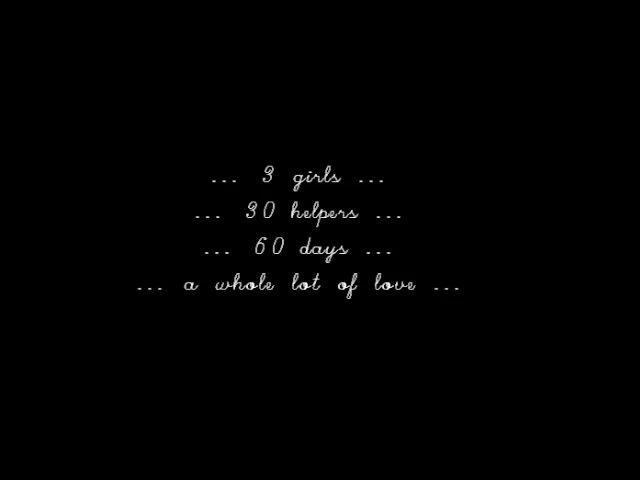 ... 3 girls ...
... 30 helpers ...
... 60 days ...
... a whole lot of love ...